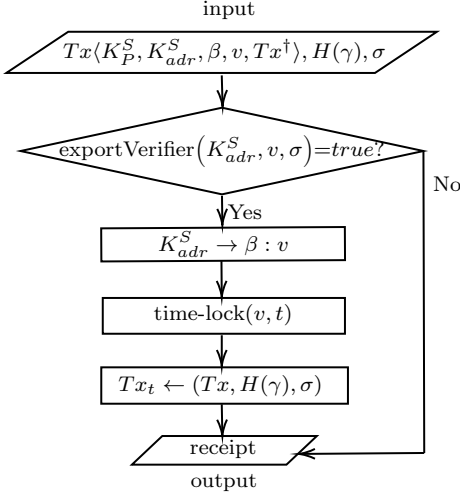 input
Tx⟨K_P^S, K_adr^S, β, v, Tx^†⟩, H(γ), σ
exportVerifier(K_adr^S, v, σ)=true?
No
Yes
K_adr^S → β : v
time-lock(v, t)
Tx_t ← (Tx, H(γ), σ)
receipt
output